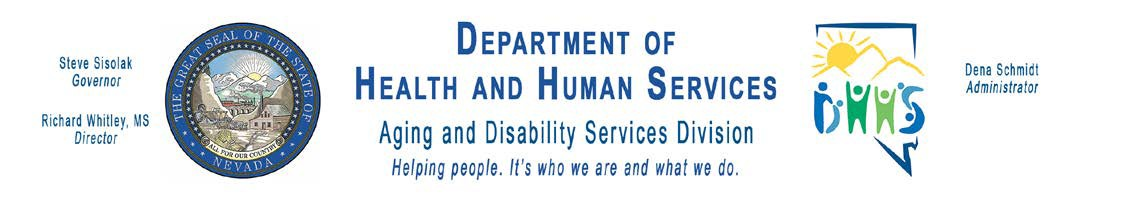 Steve Sisolak
Governor
Richard Whitley, MS
Director
THE GREAT SEAL OF THE STATE OF
NEVADA
ALL FOR OUR COUNTRY
DEPARTMENT OF
HEALTH AND HUMAN SERVICES
Aging and Disability Services Division
Helping people. It's who we are and what we do.
DHHS
Dena Schmidt
Administrator